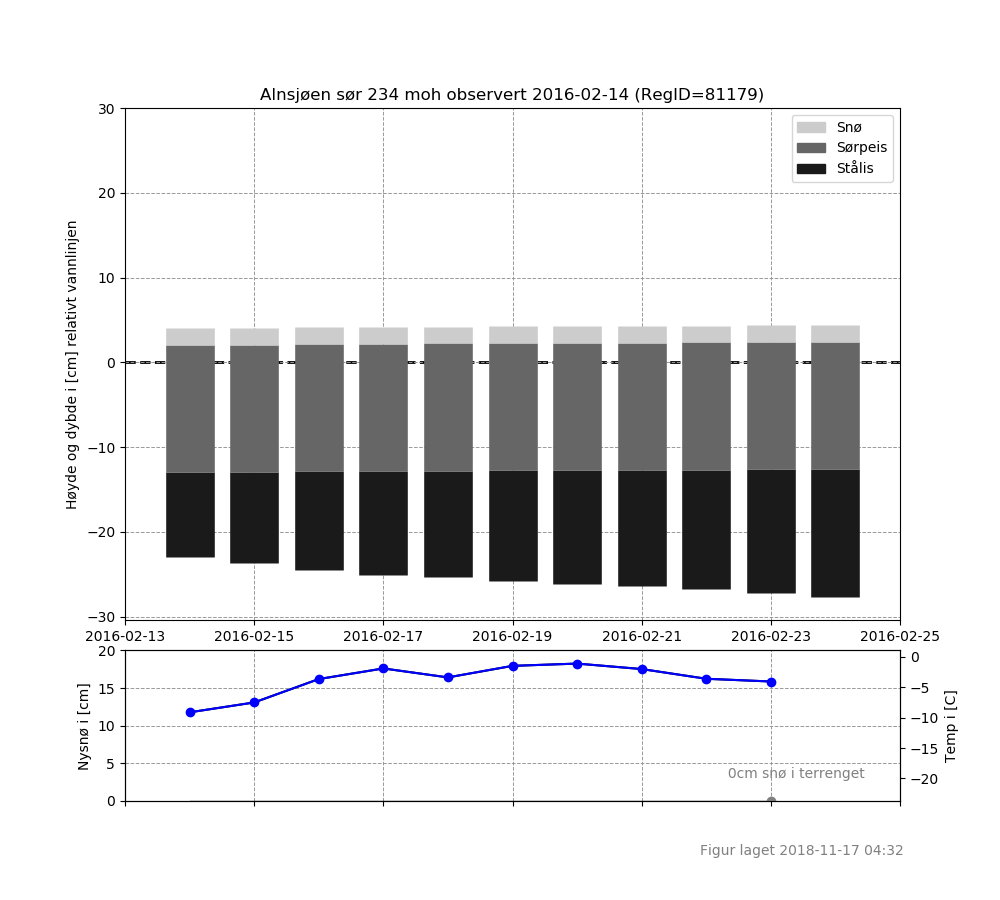 Alnsjøen sør 234 moh observert 2016-02-14 (RegID=81179)
30
20
10
0
−10
−20
−30
Høyde og dybde i [cm] relativt vannlinjen
Snø
Sørpeis
Stålis
2016-02-13
2016-02-15
2016-02-17
2016-02-19
2016-02-21
2016-02-23
2016-02-25
20
15
10
5
0
Nysnø i [cm]
0
−5
−10
−15
−20
Temp i [C]
0cm snø i terrenget
Figur laget 2018-11-17 04:32